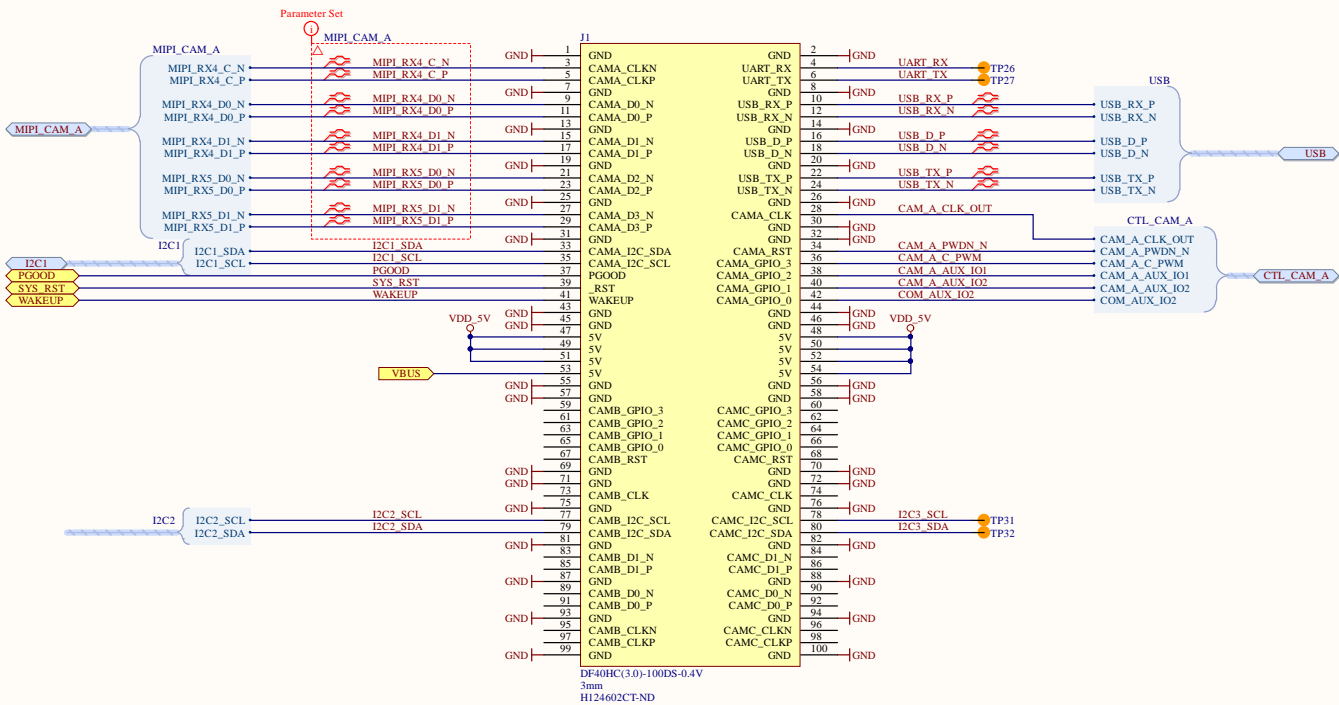 Parameter Set
i
MIPI_CAM_A
MIPI_CAM_A
MIPI_CAM_A
MIPI_RX4_C_N
MIPI_RX4_C_P
MIPI_RX4_D0_N
MIPI_RX4_D0_P
MIPI_RX4_D1_N
MIPI_RX4_D1_P
MIPI_RX5_D0_N
MIPI_RX5_D0_P
MIPI_RX5_D1_N
MIPI_RX5_D1_P
MIPI_RX4_C_N
MIPI_RX4_C_P
MIPI_RX4_D0_N
MIPI_RX4_D0_P
MIPI_RX4_D1_N
MIPI_RX4_D1_P
MIPI_RX5_D0_N
MIPI_RX5_D0_P
MIPI_RX5_D1_N
MIPI_RX5_D1_P
I2C1
I2C1_SDA
I2C1_SCL
I2C1
PGOOD
SYS_RST
WAKEUP
I2C1_SDA
I2C1_SCL
PGOOD
SYS_RST
WAKEUP
VDD_5V
VBUS
I2C2
I2C2_SCL
I2C2_SDA
I2C2_SCL
I2C2_SDA
J1
GND 1 GND GND 2 GND
3 CAMA_CLKN UART_RX 4 UART_RX TP26
5 CAMA_CLKP UART_TX 6 UART_TX TP27
GND 7 GND GND 8 GND
9 CAMA_D0_N USB_RX_P 10 USB_RX_P
11 CAMA_D0_P USB_RX_N 12 USB_RX_N
GND 13 GND GND 14 GND
15 CAMA_D1_N USB_D_P 16 USB_D_P
17 CAMA_D1_P USB_D_N 18 USB_D_N
GND 19 GND GND 20 GND
21 CAMA_D2_N USB_TX_P 22 USB_TX_P
23 CAMA_D2_P USB_TX_N 24 USB_TX_N
GND 25 GND GND 26 GND
27 CAMA_D3_N CAMA_CLK 28 CAM_A_CLK_OUT
29 CAMA_D3_P GND 30 GND
GND 31 GND GND 32 GND
33 CAMA_I2C_SDA CAMA_RST 34 CAM_A_PWDN_N
35 CAMA_I2C_SCL CAMA_GPIO_3 36 CAM_A_C_PWM
37 PGOOD CAMA_GPIO_2 38 CAM_A_AUX_IO1
39 _RST CAMA_GPIO_1 40 CAM_A_AUX_IO2
41 WAKEUP CAMA_GPIO_0 42 COM_AUX_IO2
GND 43 GND GND 44 GND
GND 45 GND GND 46 GND
47 5V 5V 48
49 5V 5V 50
51 5V 5V 52
53 5V 5V 54
GND 55 GND GND 56 GND
GND 57 GND GND 58 GND
59 CAMB_GPIO_3 CAMC_GPIO_3 60
61 CAMB_GPIO_2 CAMC_GPIO_2 62
63 CAMB_GPIO_1 CAMC_GPIO_1 64
65 CAMB_GPIO_0 CAMC_GPIO_0 66
67 CAMB_RST CAMC_RST 68
GND 69 GND GND 70 GND
GND 71 GND GND 72 GND
73 CAMB_CLK CAMC_CLK 74
GND 75 GND GND 76 GND
77 CAMB_I2C_SCL CAMC_I2C_SCL 78 I2C3_SCL TP31
79 CAMB_I2C_SDA CAMC_I2C_SDA 80 I2C3_SDA TP32
GND 81 GND GND 82 GND
83 CAMB_D1_N CAMC_D1_N 84
85 CAMB_D1_P CAMC_D1_P 86
GND 87 GND GND 88 GND
89 CAMB_D0_N CAMC_D0_N 90
91 CAMB_D0_P CAMC_D0_P 92
GND 93 GND GND 94 GND
95 CAMB_CLKN CAMC_CLKN 96
97 CAMB_CLKP CAMC_CLKP 98
GND 99 GND GND 100 GND
DF40HC(3.0)-100DS-0.4V
3mm
H124602CT-ND
VDD_5V
USB
USB_RX_P
USB_RX_N
USB_D_P
USB_D_N
USB_TX_P
USB_TX_N
USB
CTL_CAM_A
CAM_A_CLK_OUT
CAM_A_PWDN_N
CAM_A_C_PWM
CAM_A_AUX_IO1
CAM_A_AUX_IO2
COM_AUX_IO2
CTL_CAM_A